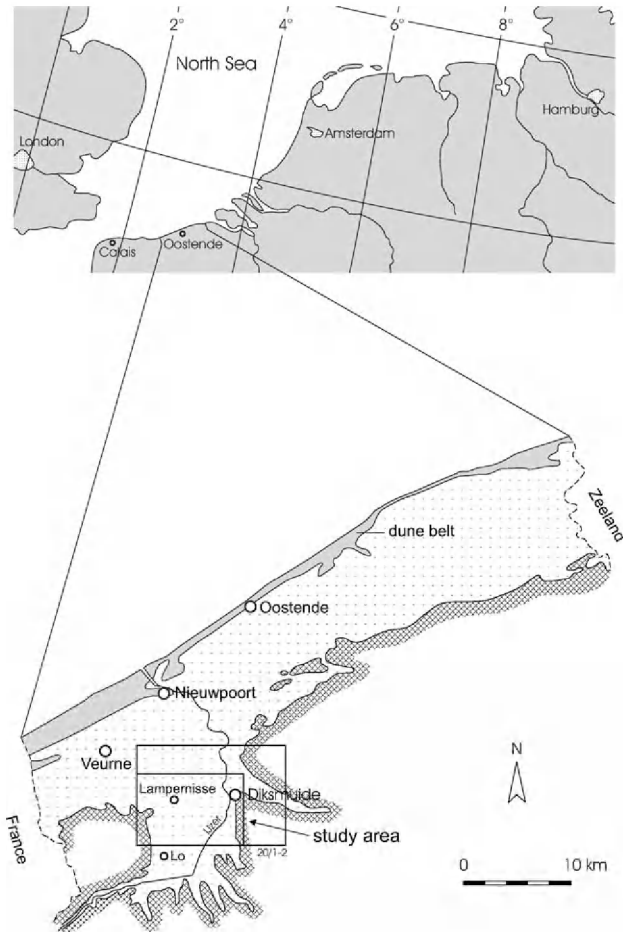 2°
4°
6°
8°
North Sea
Hamburg
Amsterdam
London
Oostende
Calais
Zeeland
dune belt
Oostende
Nieuwpoort
N
Veurne
Lampernisse
Diksmuide
IJzer
study area
France
Lo
20/1-2
0 10 km